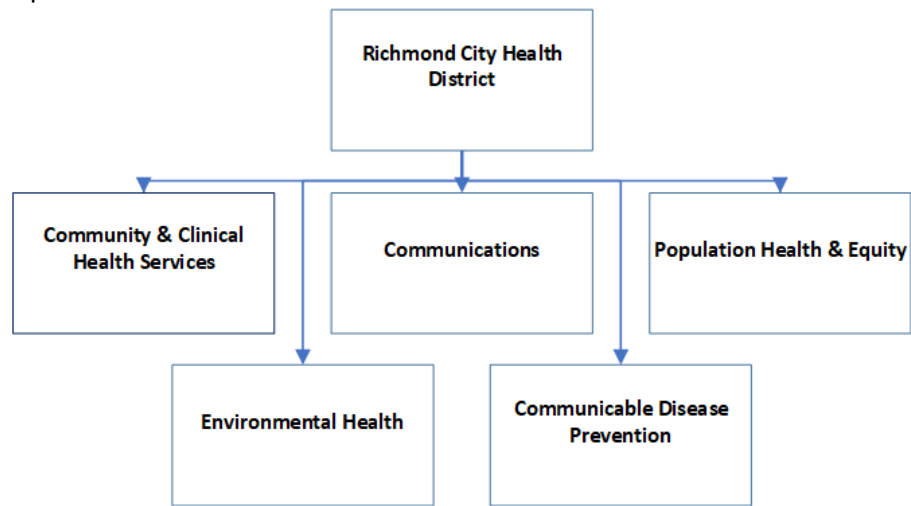 Richmond City Health
District
Community & Clinical
Health Services
Communications
Population Health & Equity
Environmental Health
Communicable Disease
Prevention